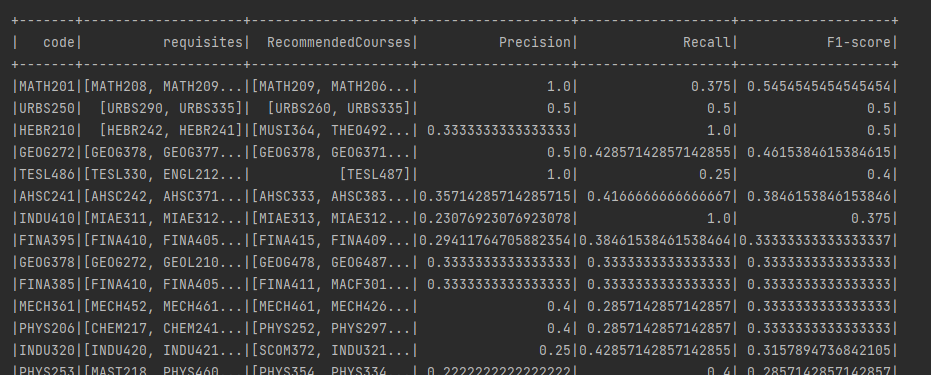 +-------+--------------------+--------------------+-------------------+-------------------+-------------------+
|   code|          requisites|  RecommendedCourses|          Precision|             Recall|           F1-score|
+-------+--------------------+--------------------+-------------------+-------------------+-------------------+
|MATH201|[MATH208, MATH209...|[MATH209, MATH206...|                1.0|              0.375| 0.5454545454545454|
|URBS250|  [URBS290, URBS335]|  [URBS260, URBS335]|                0.5|                0.5|                0.5|
|HEBR210|  [HEBR242, HEBR241]|[MUSI364, THEO492...| 0.3333333333333333|                1.0|                0.5|
|GEOG272|[GEOG378, GEOG377...|[GEOG378, GEOG371...|                0.5|0.42857142857142855| 0.4615384615384615|
|TESL486|[TESL330, ENGL212...|           [TESL487]|                1.0|               0.25|                0.4|
|AHSC241|[AHSC242, AHSC371...|[AHSC333, AHSC383...|0.35714285714285715| 0.4166666666666667| 0.3846153846153846|
|INDU410|[MIAE311, MIAE312...|[MIAE313, MIAE312...|0.23076923076923078|                1.0|              0.375|
|FINA395|[FINA410, FINA405...|[FINA415, FINA409...|0.29411764705882354|0.38461538461538464|0.33333333333333337|
|GEOG378|[GEOG272, GEOL210...|[GEOG478, GEOG487...| 0.3333333333333333| 0.3333333333333333| 0.3333333333333333|
|FINA385|[FINA410, FINA405...|[FINA411, MACF301...| 0.3333333333333333| 0.3333333333333333| 0.3333333333333333|
|MECH361|[MECH452, MECH461...|[MECH461, MECH426...|                0.4| 0.2857142857142857| 0.3333333333333333|
|PHYS206|[CHEM217, CHEM241...|[PHYS252, PHYS297...|                0.4| 0.2857142857142857| 0.3333333333333333|
|INDU320|[INDU420, INDU421...|[SCOM372, INDU321...|               0.25|0.42857142857142855| 0.3157894736842105|
|PHYS253|[MAST218, PHYS460...|[PHYS354, PHYS334...| 0.2222222222222222|                0.4| 0.2857142857142857|